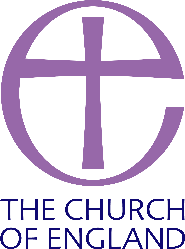 THE CHURCH
OF ENGLAND